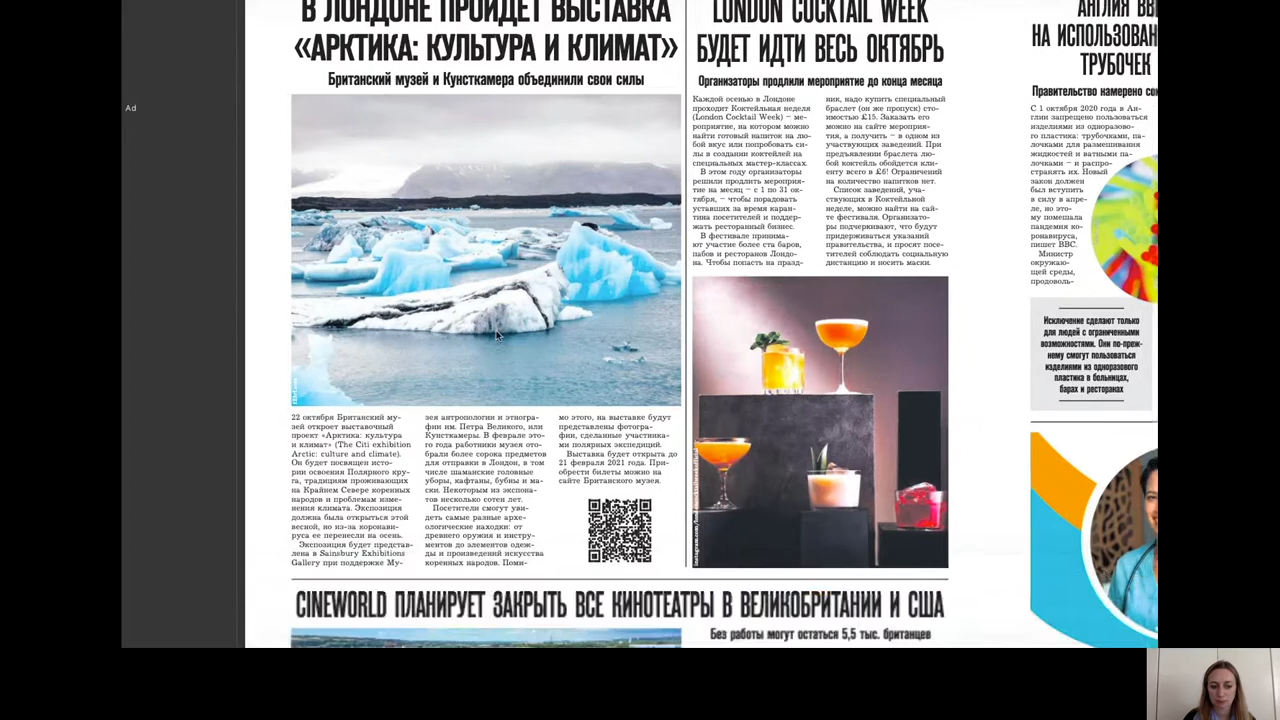 Ad
В ЛОНДОНЕ ПРОЙДЕТ ВЫСТАВКА
«АРКТИКА: КУЛЬТУРА И КЛИМАТ»
Британский музей и Кунсткамера объединили свои силы
22 октября Британский му-
зей откроет выставочный
проект «Арктика: культура
и климат» (The Citi exhibition
Arctic: culture and climate).
Он будет посвящен исто-
рии освоения Полярного кру-
га, традициям проживающих
на Крайнем Севере коренных
народов и проблемам изме-
нения климата. Экспозиция
должна была открыться этой
весной, но из-за коронави-
руса ее перенесли на осень.
Экспозиция будет представ-
лена в Sainsbury Exhibitions
Gallery при поддержке Му-
зея антропологии и этногра-
фии им. Петра Великого, или
Кунсткамеры. В феврале это-
го года работники музея ото-
брали более сорока предметов
для отправки в Лондон, в том
числе шаманские головные
уборы, кафтаны, бубны и ма-
ски. Некоторым из экспона-
тов несколько сотен лет.
Посетители смогут уви-
деть самые разные архе-
ологические находки: от
древнего оружия и инстру-
ментов до элементов одеж-
ды и произведений искусства
коренных народов. Поми-
мо этого, на выставке будут
представлены фотогра-
фии, сделанные участника-
ми полярных экспедиций.
Выставка будет открыта до
21 февраля 2021 года. При-
обрести билеты можно на
сайте Британского музея.
LONDON COCKTAIL WEEK
БУДЕТ ИДТИ ВЕСЬ ОКТЯБРЬ
Организаторы продлили мероприятие до конца месяца
Каждой осенью в Лондоне
проходит Коктейльная неделя
(London Cocktail Week) – ме-
роприятие, на котором можно
найти готовый напиток на лю-
бой вкус или попробовать си-
лы в создании коктейлей на
специальных мастер-классах.
В этом году организаторы
решили продлить мероприя-
тие на месяц – с 1 по 31 ок-
тября, – чтобы порадовать
уставших за время каран-
тина посетителей и поддер-
жать ресторанный бизнес.
В фестивале принима-
ют участие более ста баров,
пабов и ресторанов Лондо-
на. Чтобы попасть на празд-
ник, надо купить специальный
браслет (он же пропуск) сто-
имостью £15. Заказать его
можно на сайте мероприя-
тия, а получить – в одном из
участвующих заведений. При
предъявлении браслета лю-
бой коктейль обойдется кли-
енту всего в £6! Ограничений
на количество напитков нет.
Список заведений, уча-
ствующих в Коктейльной
неделе, можно найти на сай-
те фестиваля. Организато-
ры подчеркивают, что будут
придерживаться указаний
правительства, и просят посе-
тителей соблюдать социальную
дистанцию и носить маски.
АНГЛИЯ ВВ
НА ИСПОЛЬЗОВАН
ТРУБОЧЕК
Правительство намерено со
С 1 октября 2020 года в Ан-
глии запрещено пользоваться
изделиями из одноразово-
го пластика: трубочками, па-
лочками для размешивания
жидкостей и ватными па-
лочками – и распро-
странять их. Новый
закон должен
был вступить
в силу в апре-
ле, но это-
му помешала
пандемия ко-
ронавируса,
пишет BBC.
Министр
окружаю-
щей среды,
продоволь-
Исключение сделают только
для людей с ограниченными
возможностями. Они по-преж-
нему смогут пользоваться
изделиями из одноразового
пластика в больницах,
барах и ресторанах
CINEWORLD ПЛАНИРУЕТ ЗАКРЫТЬ ВСЕ КИНОТЕАТРЫ В ВЕЛИКОБРИТАНИИ И США
Без работы могут остаться 5,5 тыс. британцев